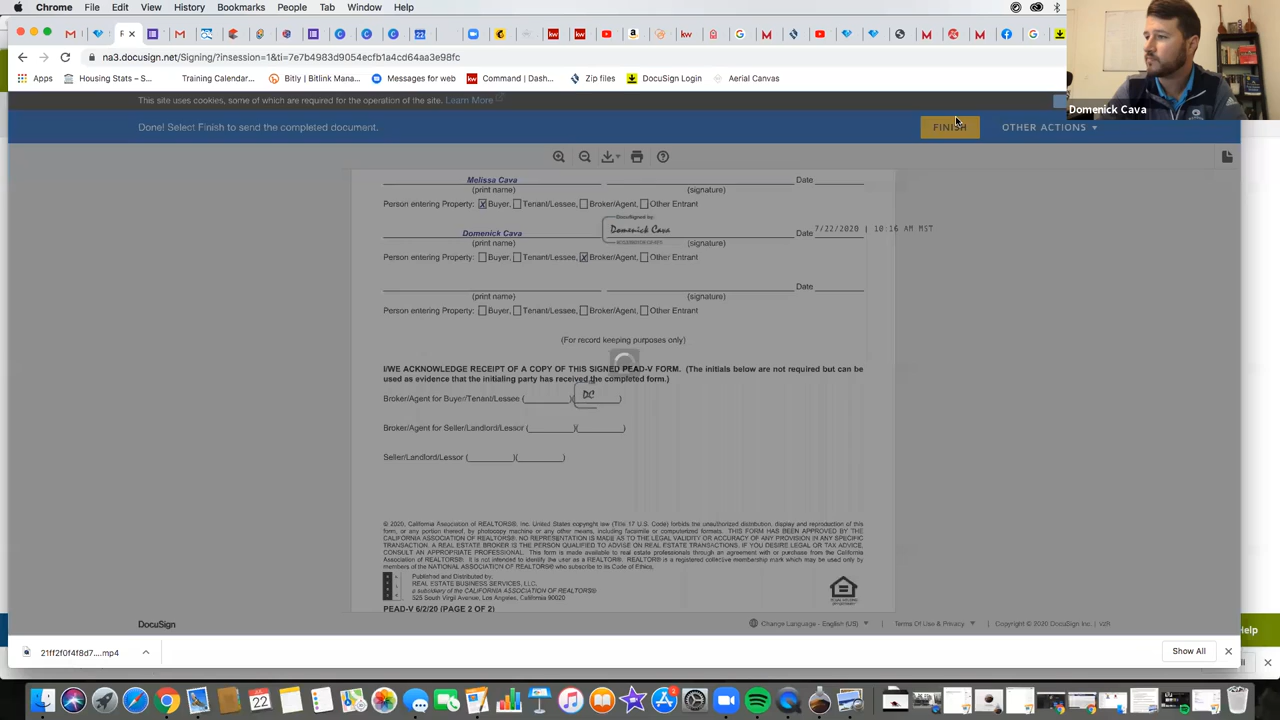 Chrome File Edit View History Bookmarks People Tab Window Help
22
na3.docusign.net/Signing/?insession=1&ti=7e7b4983d9054ecfb1a4cd64aa3e98fc
Apps Housing Stats – S... Training Calendar... Bitly | Bitlink Mana... Messages for web Command | Dash... Zip files DocuSign Login Aerial Canvas
Domenick Cava
This site uses cookies, some of which are required for the operation of the site. Learn More
Done! Select Finish to send the completed document.
FINISH
OTHER ACTIONS
Melissa Cava
Date
(print name) (signature)
Person entering Property: X Buyer, Tenant/Lessee, Broker/Agent, Other Entrant
DocuSigned by:
Domenick Cava Domenick Cava Date 7/22/2020 | 10:16 AM MST
(print name) (signature)
Person entering Property: Buyer, Tenant/Lessee, X Broker/Agent, Other Entrant
Date
(print name) (signature)
Person entering Property: Buyer, Tenant/Lessee, Broker/Agent, Other Entrant
(For record keeping purposes only)
I/WE ACKNOWLEDGE RECEIPT OF A COPY OF THIS SIGNED PEAD-V FORM. (The initials below are not required but can be
used as evidence that the initialing party has received the completed form.)
Broker/Agent for Buyer/Tenant/Lessee ( )( DC )
Broker/Agent for Seller/Landlord/Lessor ( )( )
Seller/Landlord/Lessor ( )( )
© 2020, California Association of REALTORS®, Inc. United States copyright law (Title 17 U.S. Code) forbids the unauthorized distribution, display and reproduction of this
form, or any portion thereof, by photocopy machine or any other means, including facsimile or computerized formats. THIS FORM HAS BEEN APPROVED BY THE
CALIFORNIA ASSOCIATION OF REALTORS®. NO REPRESENTATION IS MADE AS TO THE LEGAL VALIDITY OR ACCURACY OF ANY PROVISION IN ANY SPECIFIC
TRANSACTION. A REAL ESTATE BROKER IS THE PERSON QUALIFIED TO ADVISE ON REAL ESTATE TRANSACTIONS. IF YOU DESIRE LEGAL OR TAX ADVICE,
CONSULT AN APPROPRIATE PROFESSIONAL. This form is made available to real estate professionals through an agreement with or purchase from the California
Association of REALTORS®. It is not intended to identify the user as a REALTOR®. REALTOR® is a registered collective membership mark which may be used only by
members of the NATIONAL ASSOCIATION OF REALTORS® who subscribe to its Code of Ethics.
Published and Distributed by:
REAL ESTATE BUSINESS SERVICES, LLC.
a subsidiary of the CALIFORNIA ASSOCIATION OF REALTORS®
525 South Virgil Avenue, Los Angeles, California 90020
PEAD-V 6/2/20 (PAGE 2 OF 2)
DocuSign
Change Language - English (US) Terms Of Use & Privacy Copyright © 2020 DocuSign Inc.
Help
21ff2f0f4f8d7....mp4
Show All
JUL
22